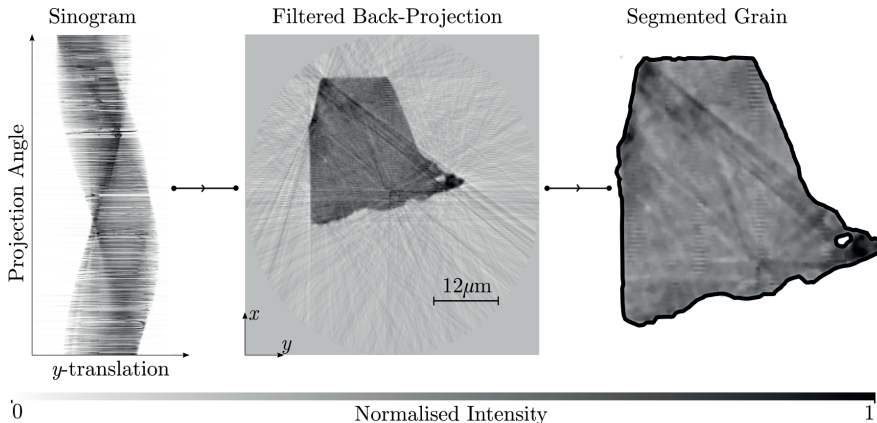 Sinogram
Filtered Back-Projection
Segmented Grain
Projection Angle
y-translation
12μm
x
y
0
Normalised Intensity
1